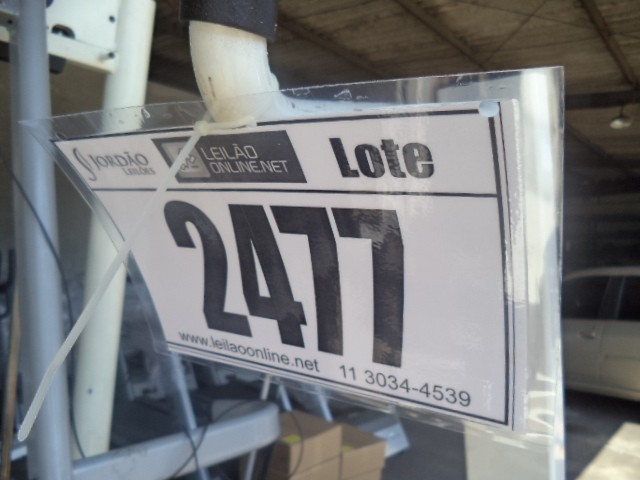 JORDÃO
LEILÕES
LEILÃO
ONLINE.NET
Lote
2477
www.leilaoonline.net
11 3034-4539